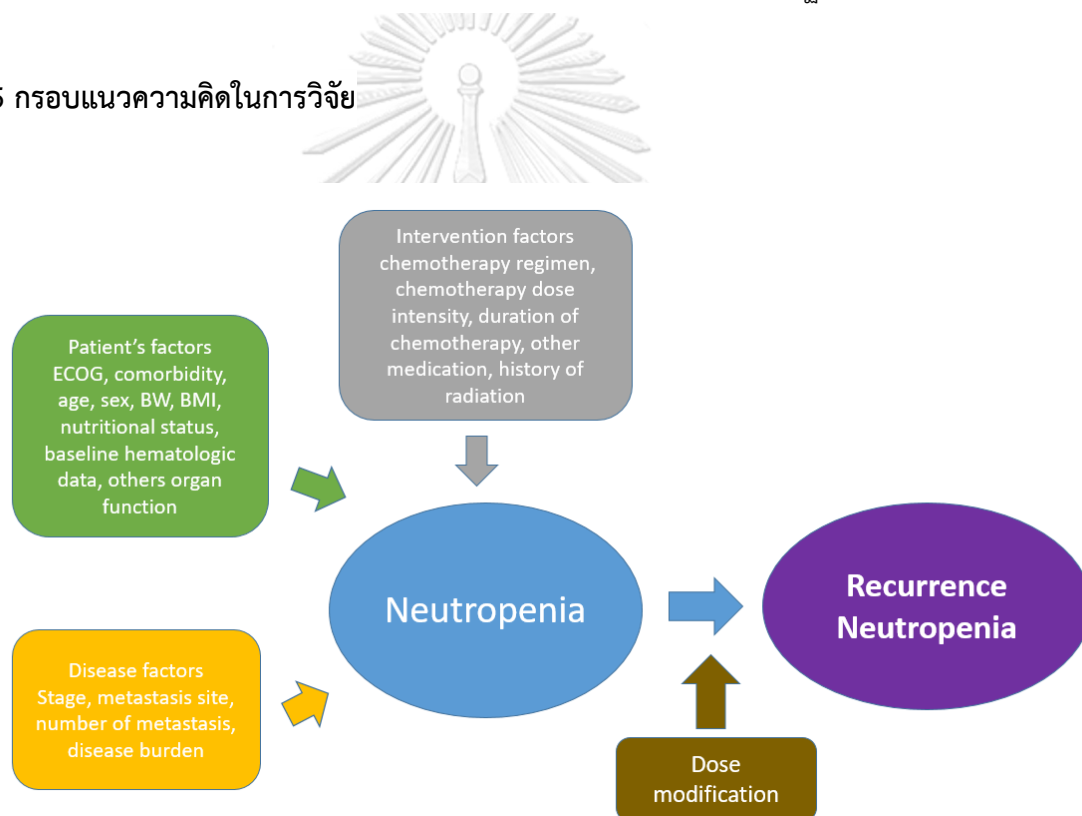 กรอบแนวความคิดในการวิจัย
Intervention factors
chemotherapy regimen,
chemotherapy dose
intensity, duration of
chemotherapy, other
medication, history of
radiation
Patient's factors
ECOG, comorbidity,
age, sex, BW, BMI,
nutritional status,
baseline hematologic
data, others organ
function
Neutropenia
Recurrence
Neutropenia
Disease factors
Stage, metastasis site,
number of metastasis,
disease burden
Dose
modification